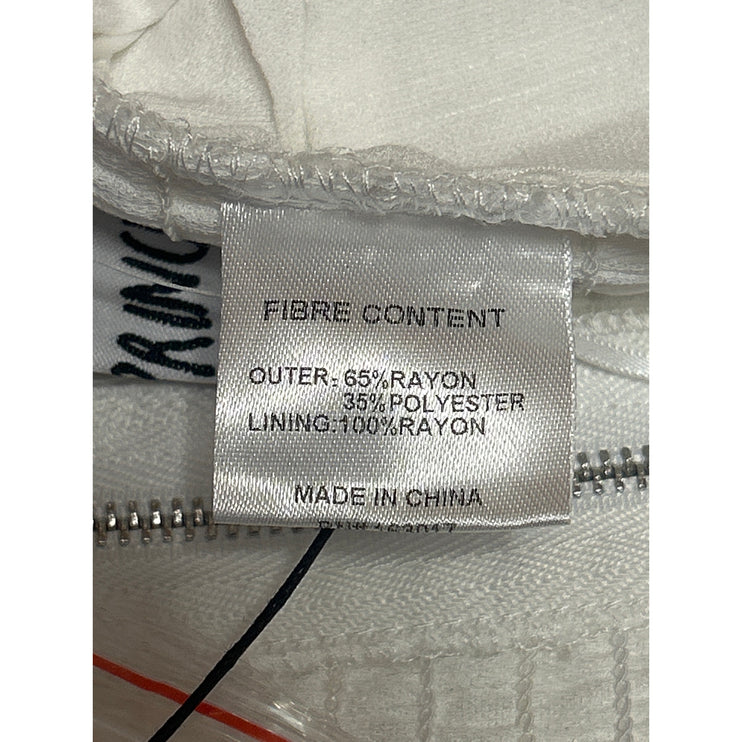 FIBRE CONTENT
OUTER: 65%RAYON
35%POLYESTER
LINING:100%RAYON
MADE IN CHINA